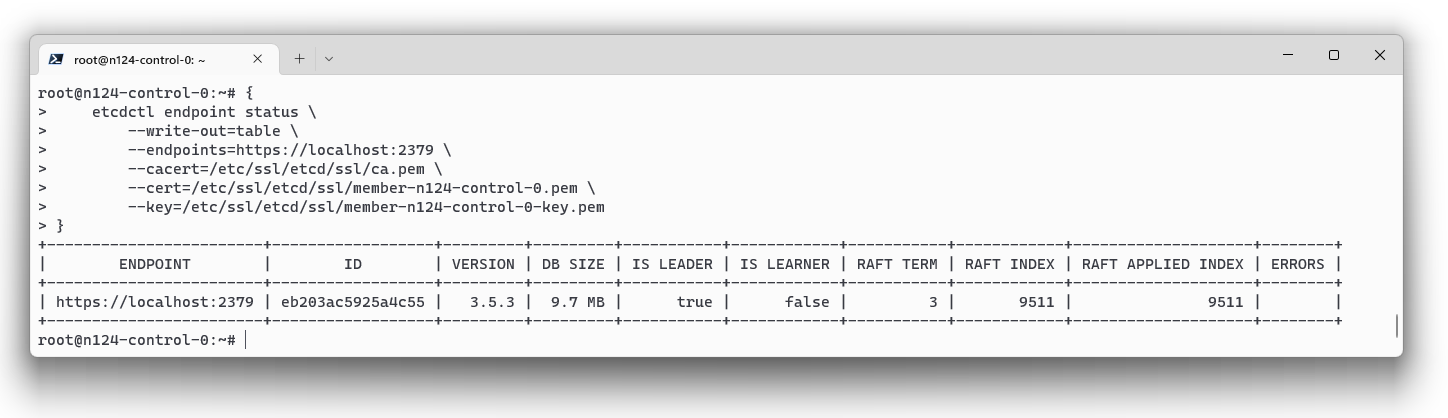 root@n124-control-0: ~
root@n124-control-0:~# {
>     etcdctl endpoint status \
>         --write-out=table \
>         --endpoints=https://localhost:2379 \
>         --cacert=/etc/ssl/etcd/ssl/ca.pem \
>         --cert=/etc/ssl/etcd/ssl/member-n124-control-0.pem \
>         --key=/etc/ssl/etcd/ssl/member-n124-control-0-key.pem
> }
+------------------------+------------------+---------+---------+-----------+------------+-----------+------------+--------------------+--------+
|        ENDPOINT        |        ID        | VERSION | DB SIZE | IS LEADER | IS LEARNER | RAFT TERM | RAFT INDEX | RAFT APPLIED INDEX | ERRORS |
+------------------------+------------------+---------+---------+-----------+------------+-----------+------------+--------------------+--------+
| https://localhost:2379 | eb203ac5925a4c55 |   3.5.3 |  9.7 MB |      true |      false |         3 |       9511 |               9511 |        |
+------------------------+------------------+---------+---------+-----------+------------+-----------+------------+--------------------+--------+
root@n124-control-0:~#